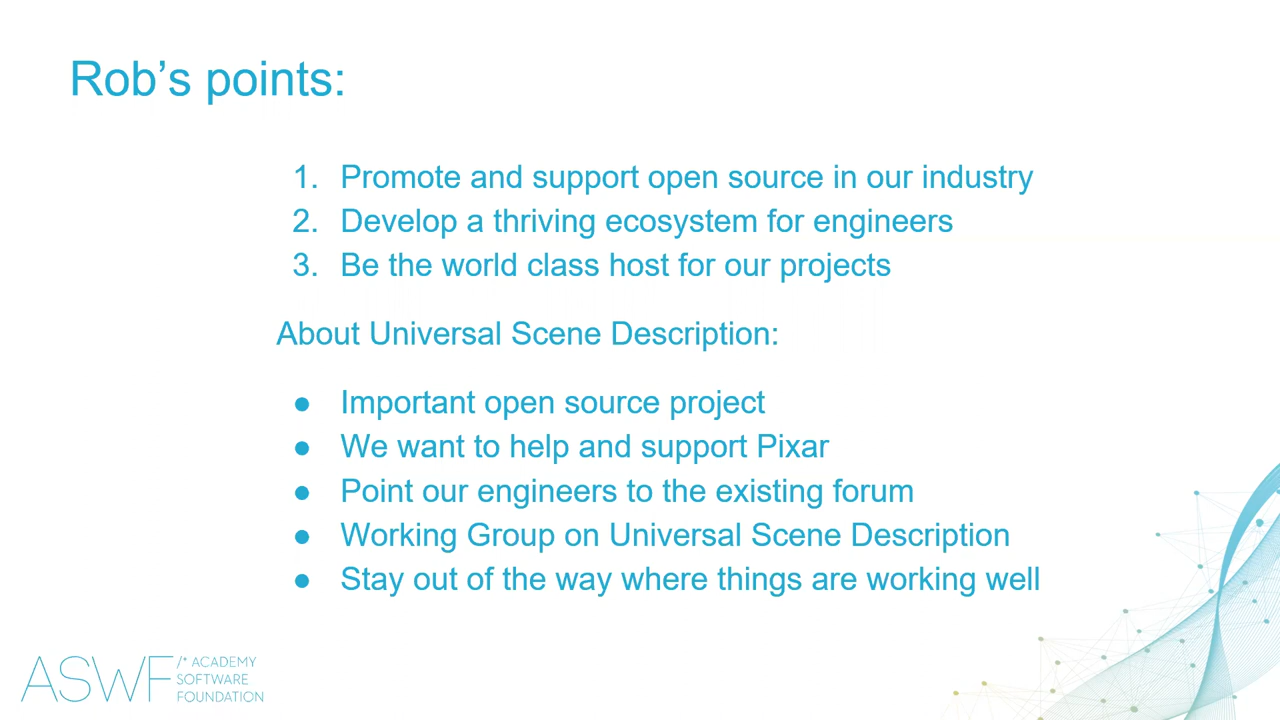 Rob’s points:
1. Promote and support open source in our industry
2. Develop a thriving ecosystem for engineers
3. Be the world class host for our projects
About Universal Scene Description:
● Important open source project
● We want to help and support Pixar
● Point our engineers to the existing forum
● Working Group on Universal Scene Description
● Stay out of the way where things are working well
ASWF /* ACADEMY
SOFTWARE
FOUNDATION